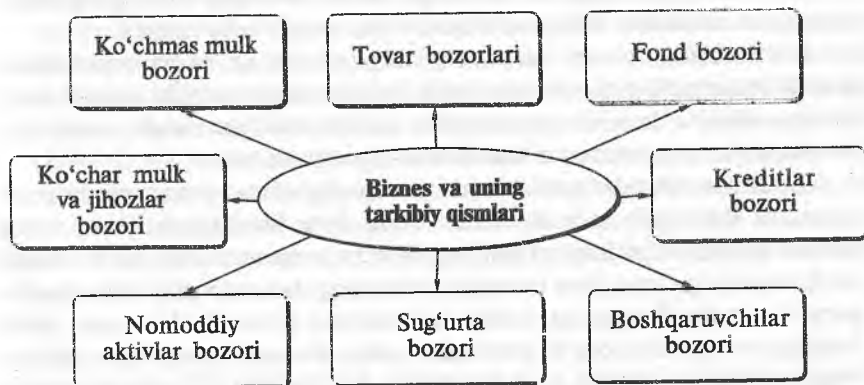 Ko‘chmas mulk
bozori
Tovar bozorlari
Fond bozori
Ko‘char mulk
va jihozlar
bozori
Biznes va uning
tarkibiy qismlari
Kreditlar
bozori
Nomoddiy
aktivlar bozori
Sug‘urta
bozori
Boshqaruvchilar
bozori